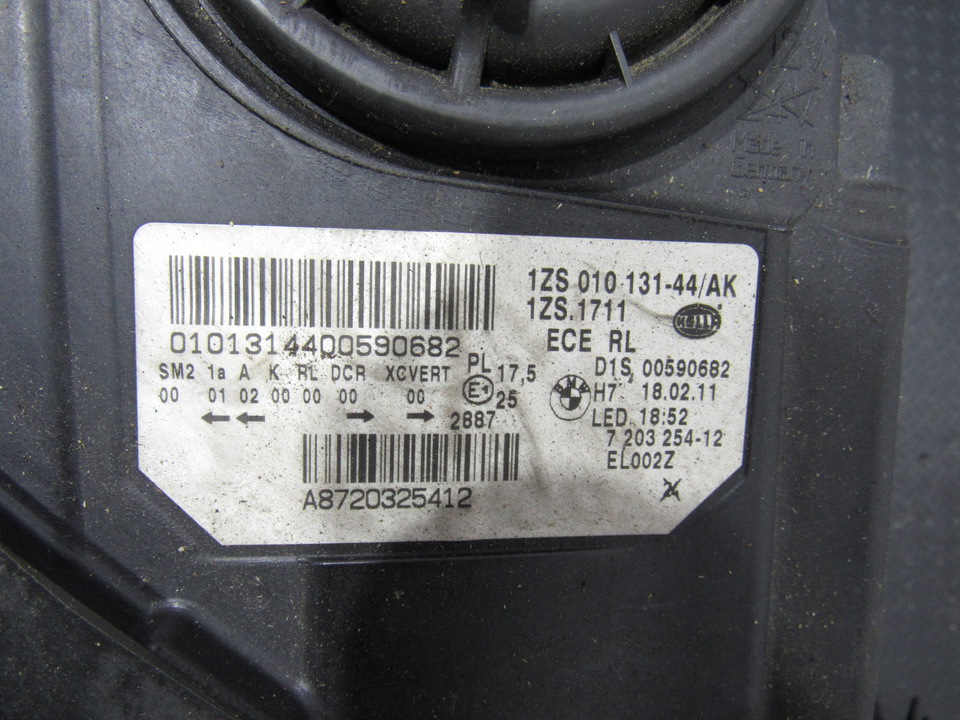 Made in
Germany
1ZS 010 131-44/AK
1ZS.1711
HELLA
ECE RL
01013144Q0590682
SM2 1a A K RL DCR XCVERT PL 17,5
00 01 02 00 00 00 00 E1 25
2887
D1S, 00590682
BMW
H7 18.02.11
LED. 18:52
7 203 254-12
EL002Z
A8720325412